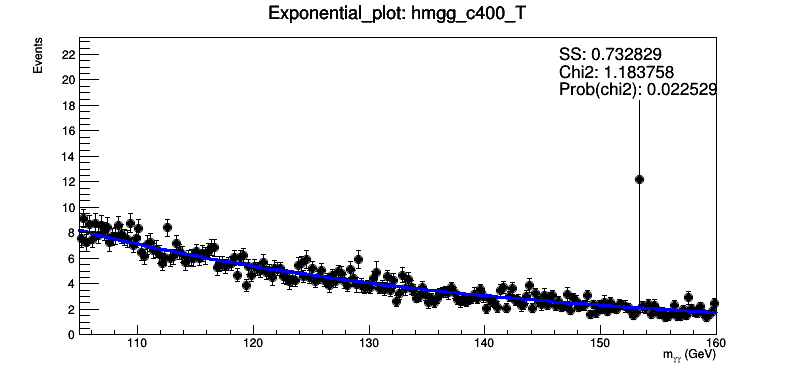 Exponential_plot: hmgg_c400_T
Events
SS: 0.732829
Chi2: 1.183758
Prob(chi2): 0.022529
22
20
18
16
14
12
10
8
6
4
2
0
110 120 130 140 150 160
m_γγ (GeV)